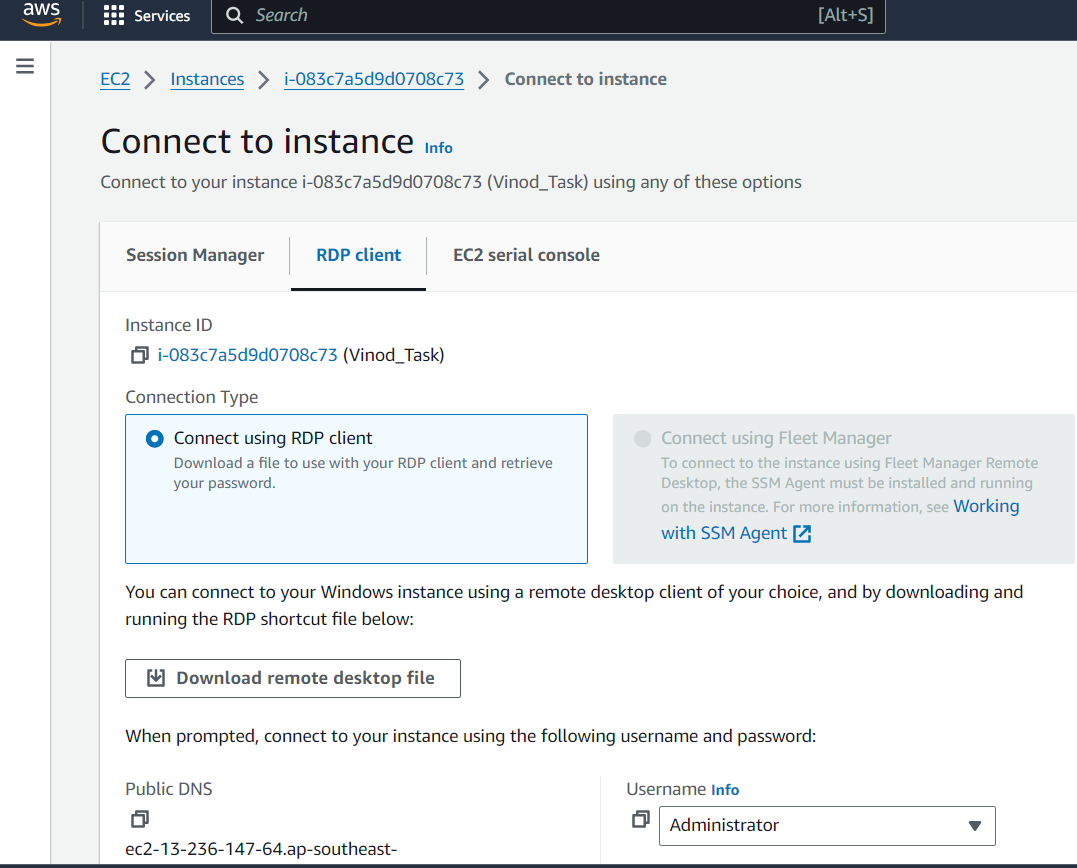 aws
Services
Search
[Alt+S]
EC2 > Instances > i-083c7a5d9d0708c73 > Connect to instance
Connect to instance Info
Connect to your instance i-083c7a5d9d0708c73 (Vinod_Task) using any of these options
Session Manager
RDP client
EC2 serial console
Instance ID
i-083c7a5d9d0708c73 (Vinod_Task)
Connection Type
Connect using RDP client
Download a file to use with your RDP client and retrieve
your password.
Connect using Fleet Manager
To connect to the instance using Fleet Manager Remote
Desktop, the SSM Agent must be installed and running
on the instance. For more information, see Working
with SSM Agent
You can connect to your Windows instance using a remote desktop client of your choice, and by downloading and
running the RDP shortcut file below:
Download remote desktop file
When prompted, connect to your instance using the following username and password:
Public DNS
ec2-13-236-147-64.ap-southeast-
Username Info
Administrator